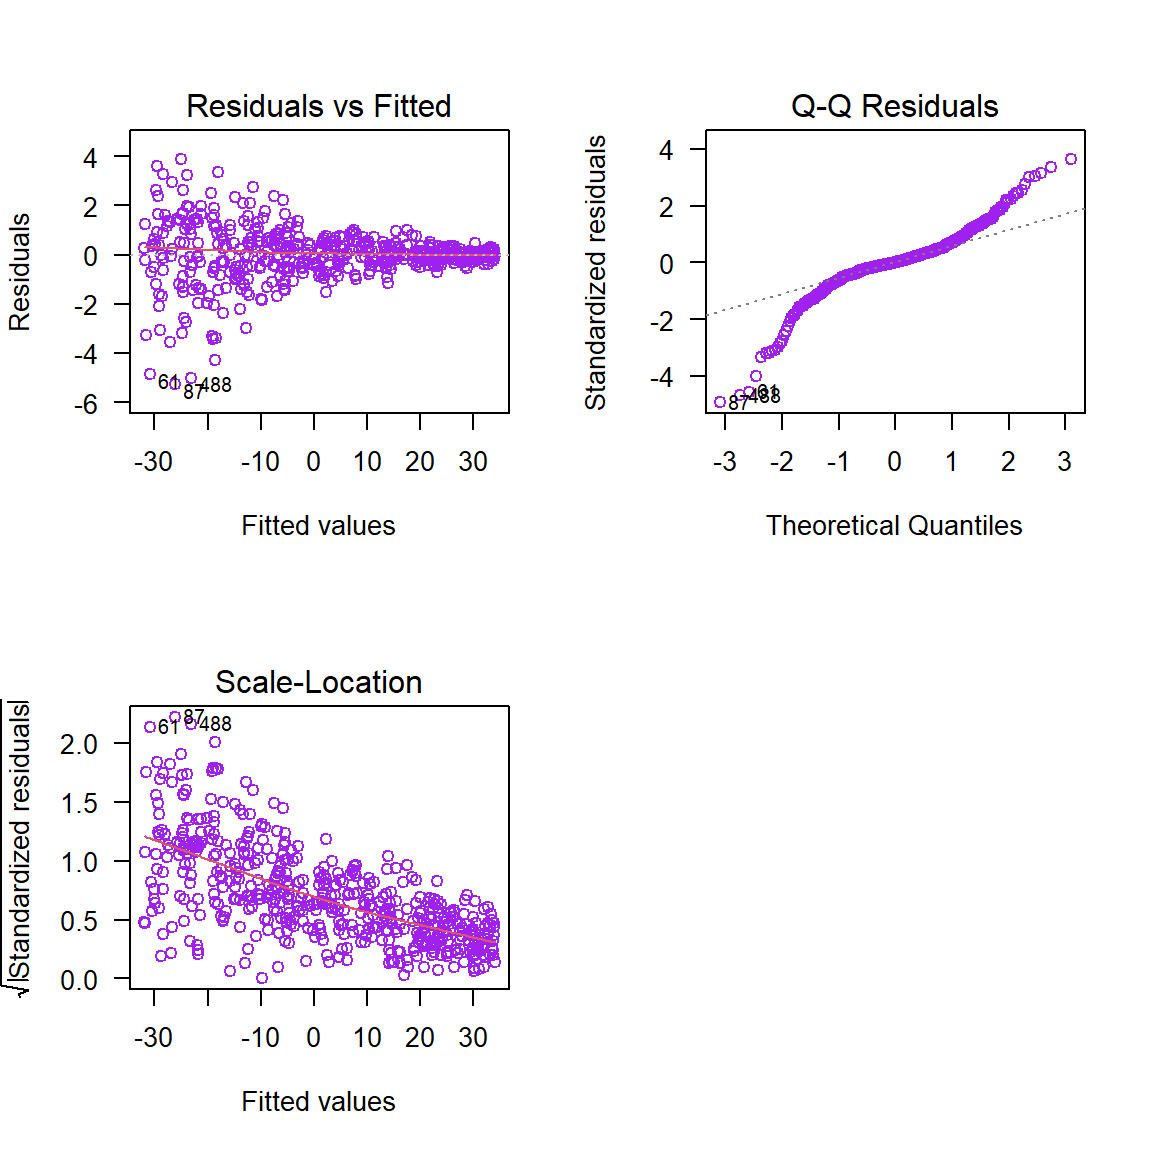 Residuals vs Fitted
Residuals
4
2
0
-2
-4
-6
61
87
488
-30 -10 0 10 20 30
Fitted values
Q-Q Residuals
Standardized residuals
4
2
0
-2
-4
87
488
61
-3 -2 -1 0 1 2 3
Theoretical Quantiles
Scale-Location
√|Standardized residuals|
2.0
1.5
1.0
0.5
0.0
61
87
488
-30 -10 0 10 20 30
Fitted values